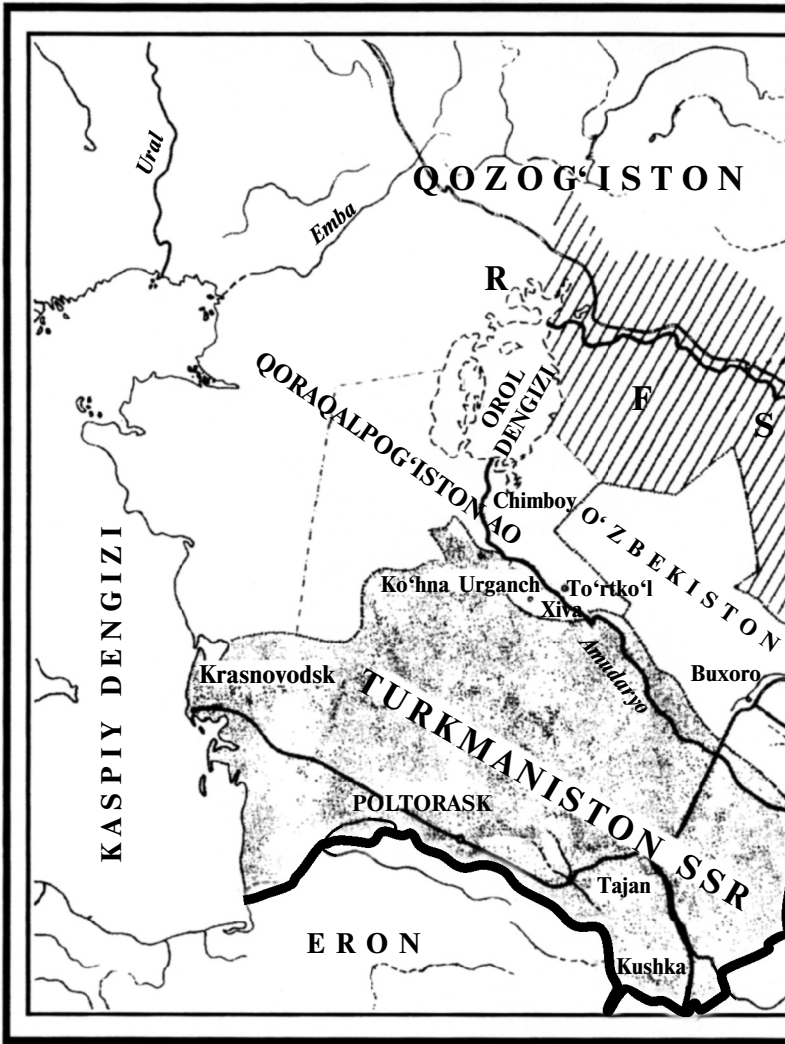 Ural
QOZOG‘ISTON
Emba
R
QORAQALPOG‘ISTON AO
OROL
DENGIZI
F
S
Chimboy
O‘ZBEKISTON
KASPIY DENGIZI
Ko‘hna Urganch
To‘rtko‘l
Xiva
Amudaryo
Krasnovodsk
Buxoro
TURKMANISTON SSR
POLTORASK
Tajan
ERON
Kushka